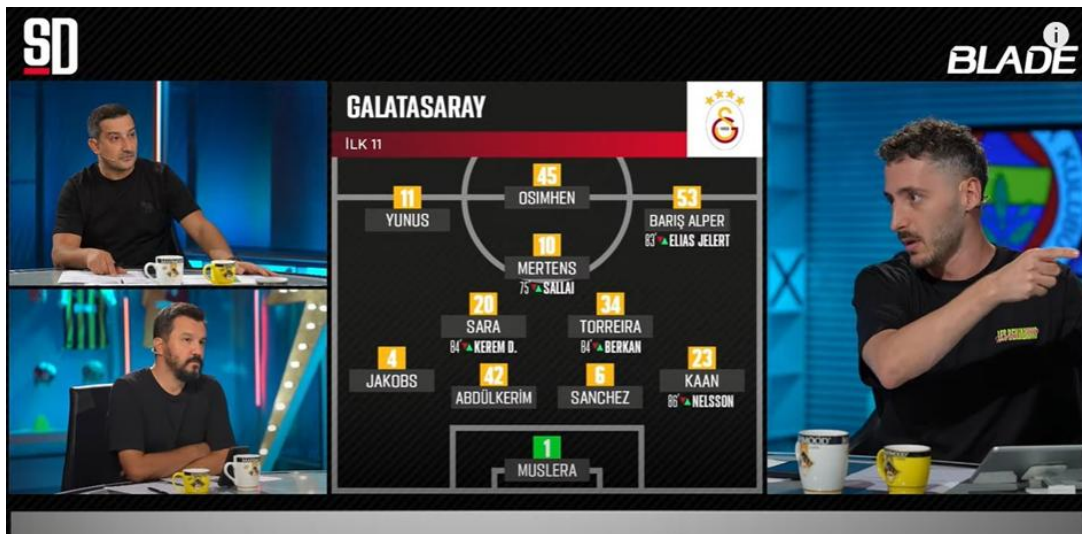 SD
BLADE
GALATASARAY
İLK 11
45
OSIMHEN
11
YUNUS
53
BARIŞ ALPER
83' ELIAS JELERT
10
MERTENS
75' SALLAI
20
SARA
84' KEREM D.
34
TORREIRA
84' BERKAN
4
JAKOBS
42
ABDÜLKERİM
6
SANCHEZ
23
KAAN
86' NELSSON
1
MUSLERA